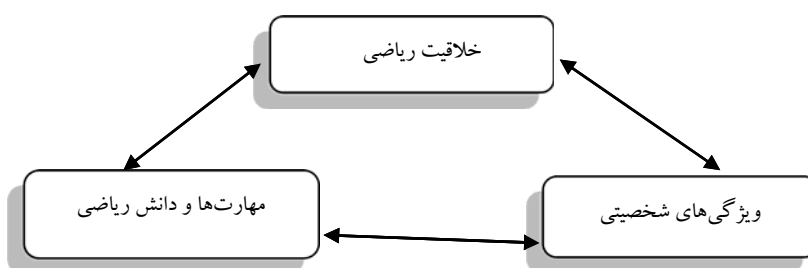 خلاقیت ریاضی
ویژگی‌های شخصیتی
مهارت‌ها و دانش ریاضی